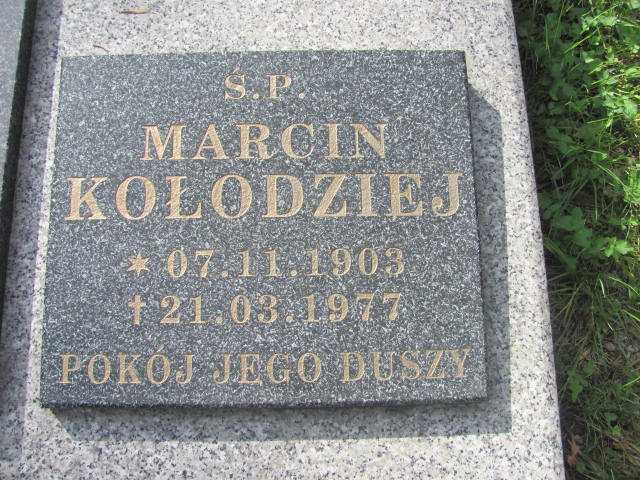 Ś.P.
MARCIN
KOŁODZIEJ
* 07.11.1903
† 21.03.1977
POKÓJ JEGO DUSZY